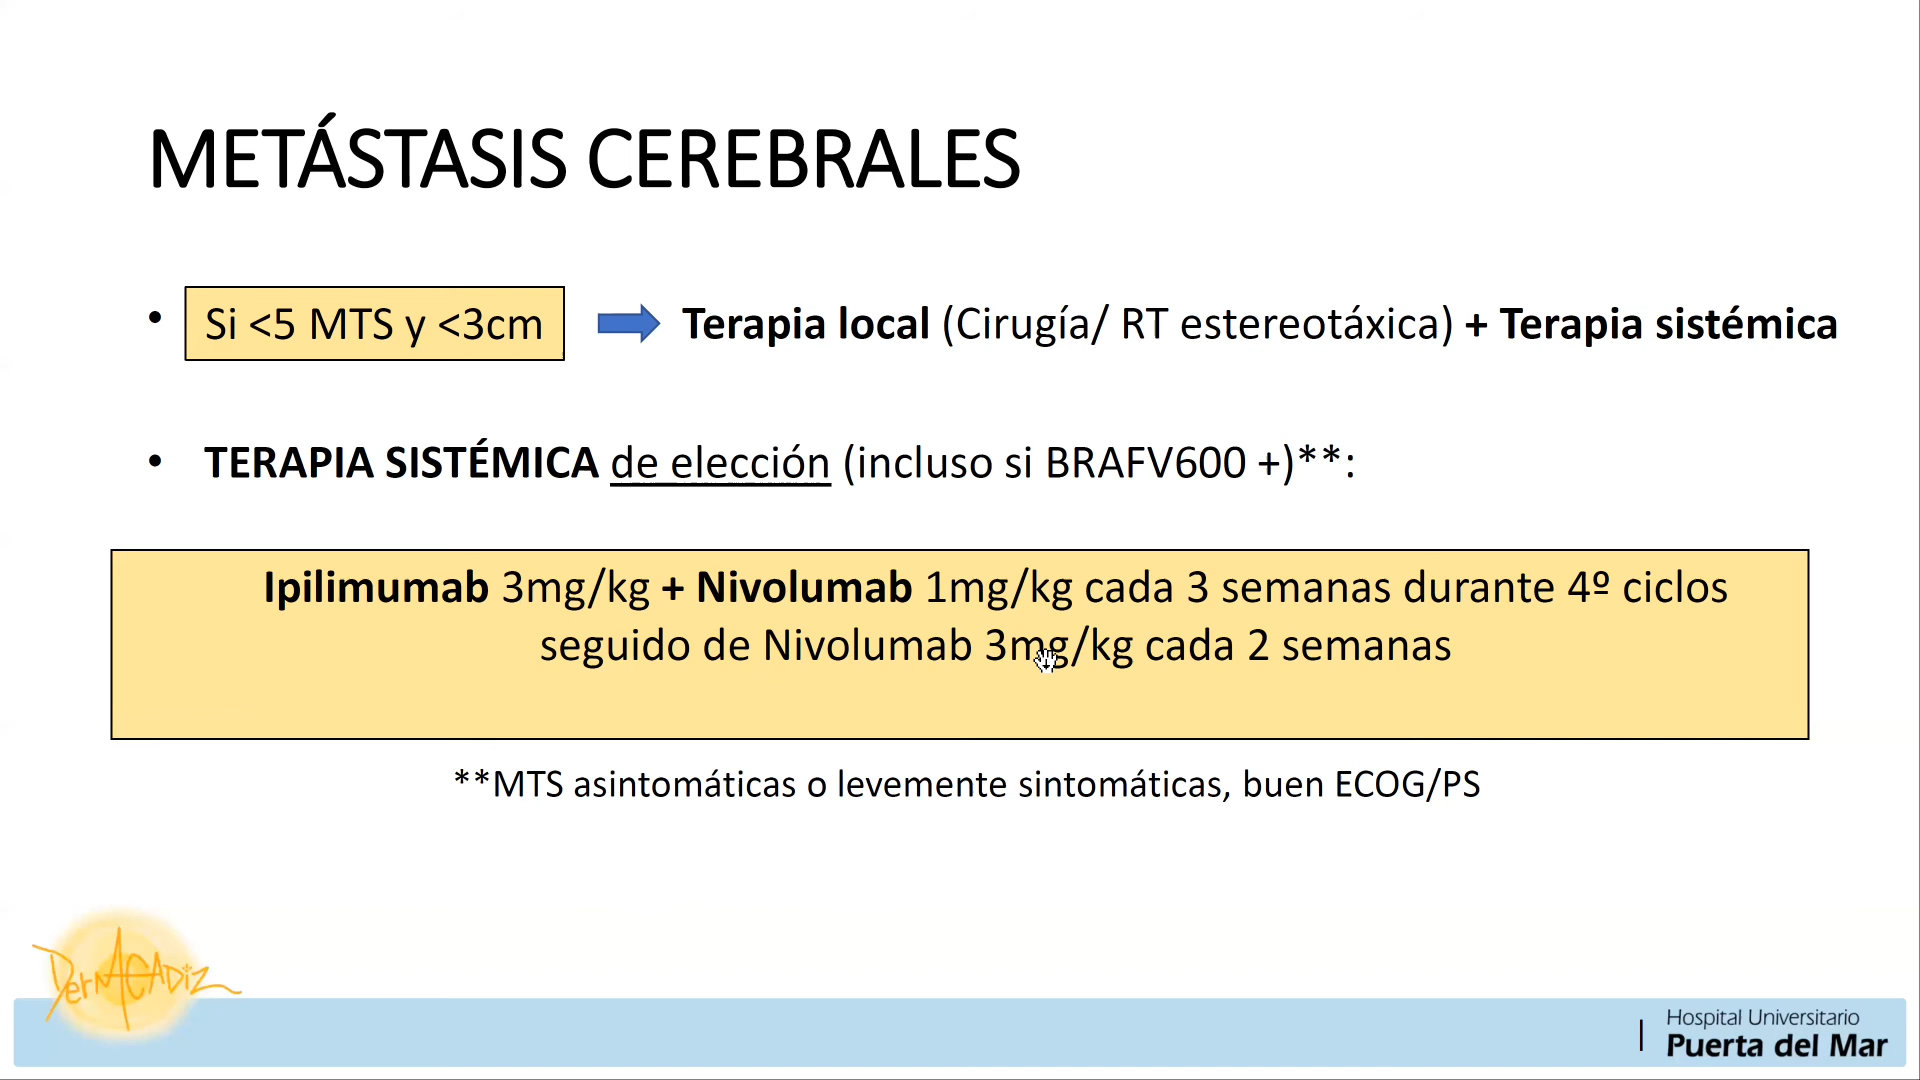 METÁSTASIS CEREBRALES
• Si <5 MTS y <3cm Terapia local (Cirugía/ RT estereotáxica) + Terapia sistémica
• TERAPIA SISTÉMICA de elección (incluso si BRAFV600 +)**:
Ipilimumab 3mg/kg + Nivolumab 1mg/kg cada 3 semanas durante 4º ciclos
seguido de Nivolumab 3mg/kg cada 2 semanas
**MTS asintomáticas o levemente sintomáticas, buen ECOG/PS
DermACADiz
Hospital Universitario
Puerta del Mar